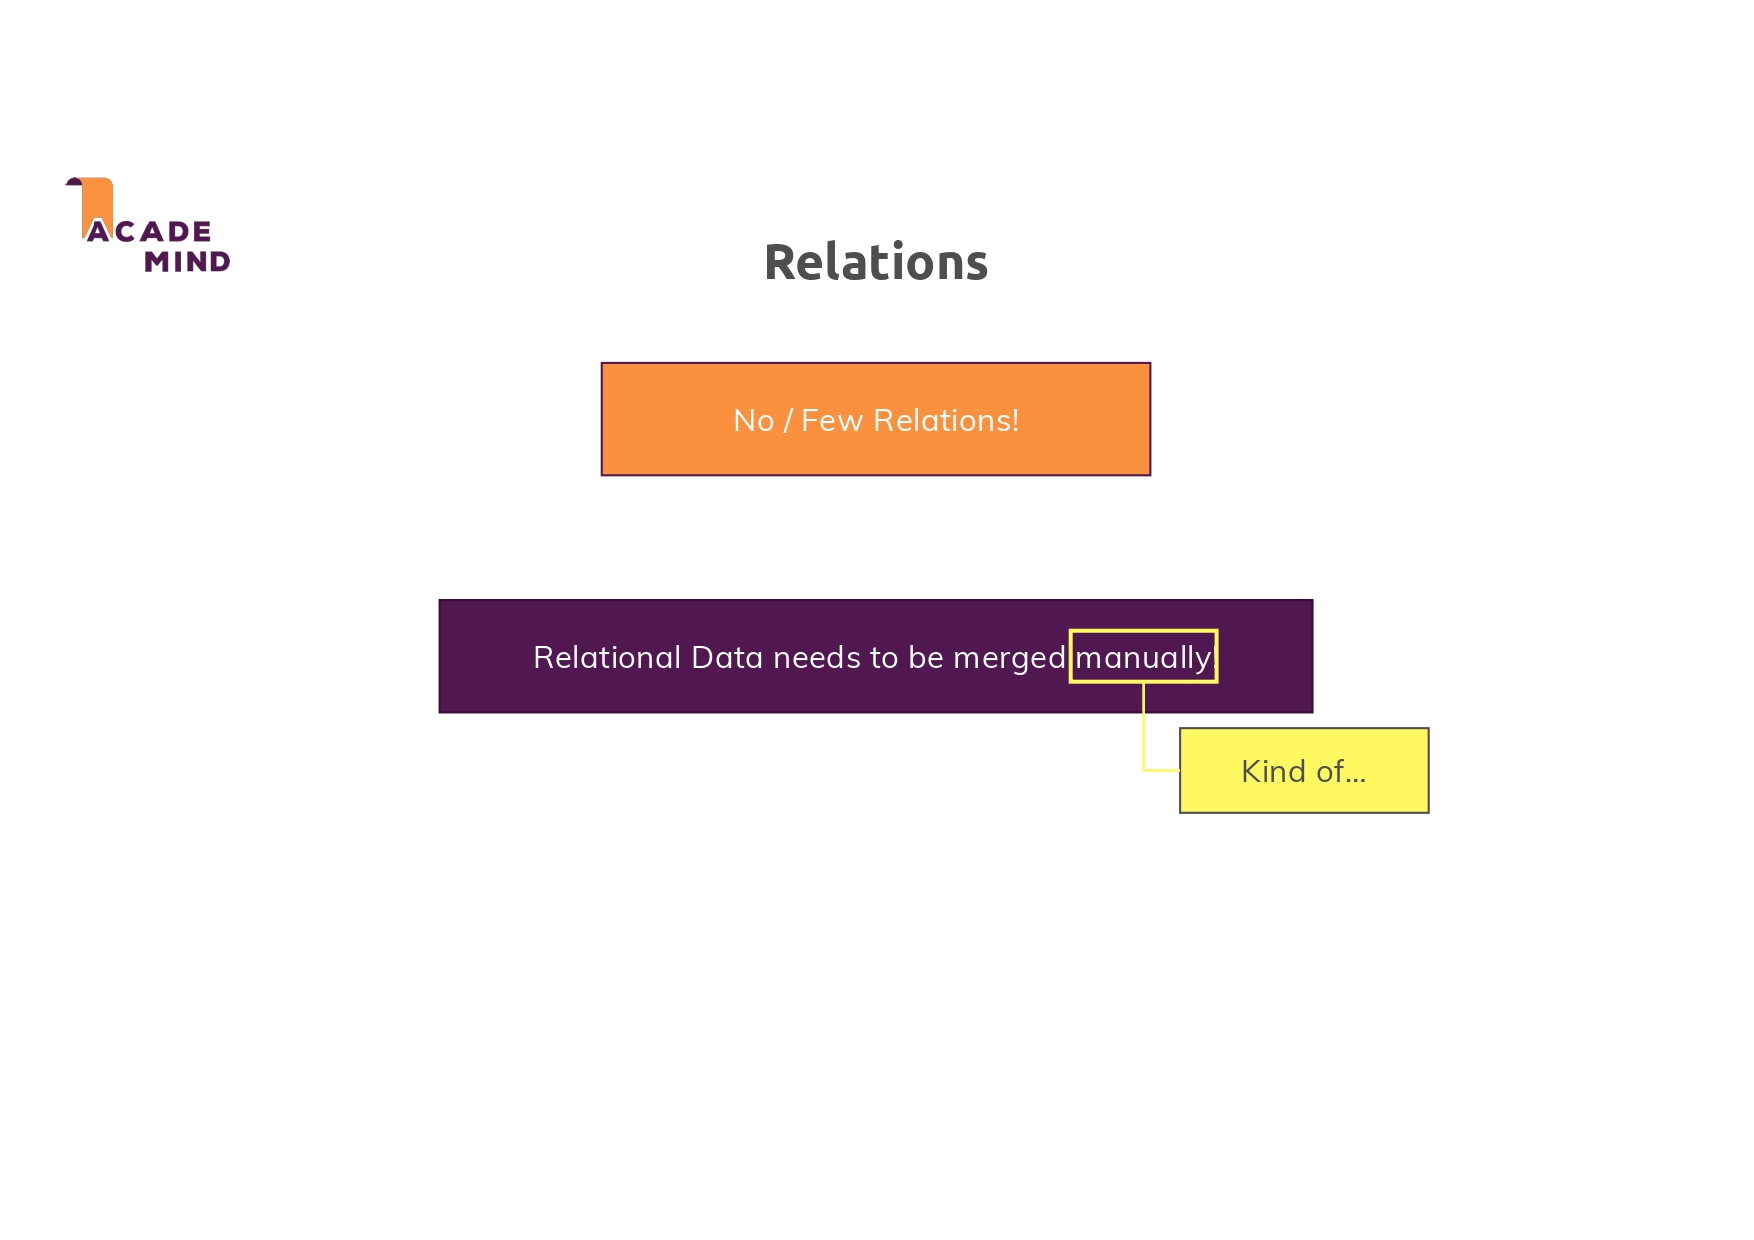 ACADE
MIND
Relations
No / Few Relations!
Relational Data needs to be merged manually!
Kind of...